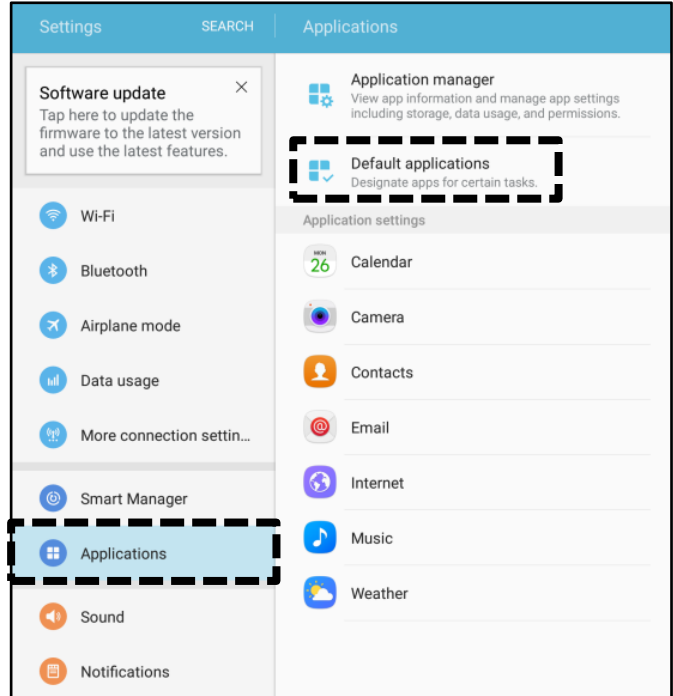 Settings
SEARCH
Software update
Tap here to update the
firmware to the latest version
and use the latest features.
Wi-Fi
Bluetooth
Airplane mode
Data usage
More connection settin...
Smart Manager
Applications
Sound
Notifications
Applications
Application manager
View app information and manage app settings
including storage, data usage, and permissions.
Default applications
Designate apps for certain tasks.
Application settings
MON
26
Calendar
Camera
Contacts
@
Email
Internet
Music
Weather